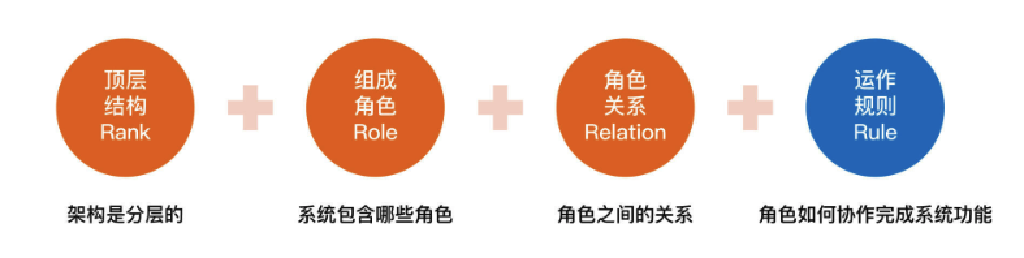 顶层
结构
Rank
组成
角色
Role
角色
关系
Relation
运作
规则
Rule
架构是分层的
系统包含哪些角色
角色之间的关系
角色如何协作完成系统功能